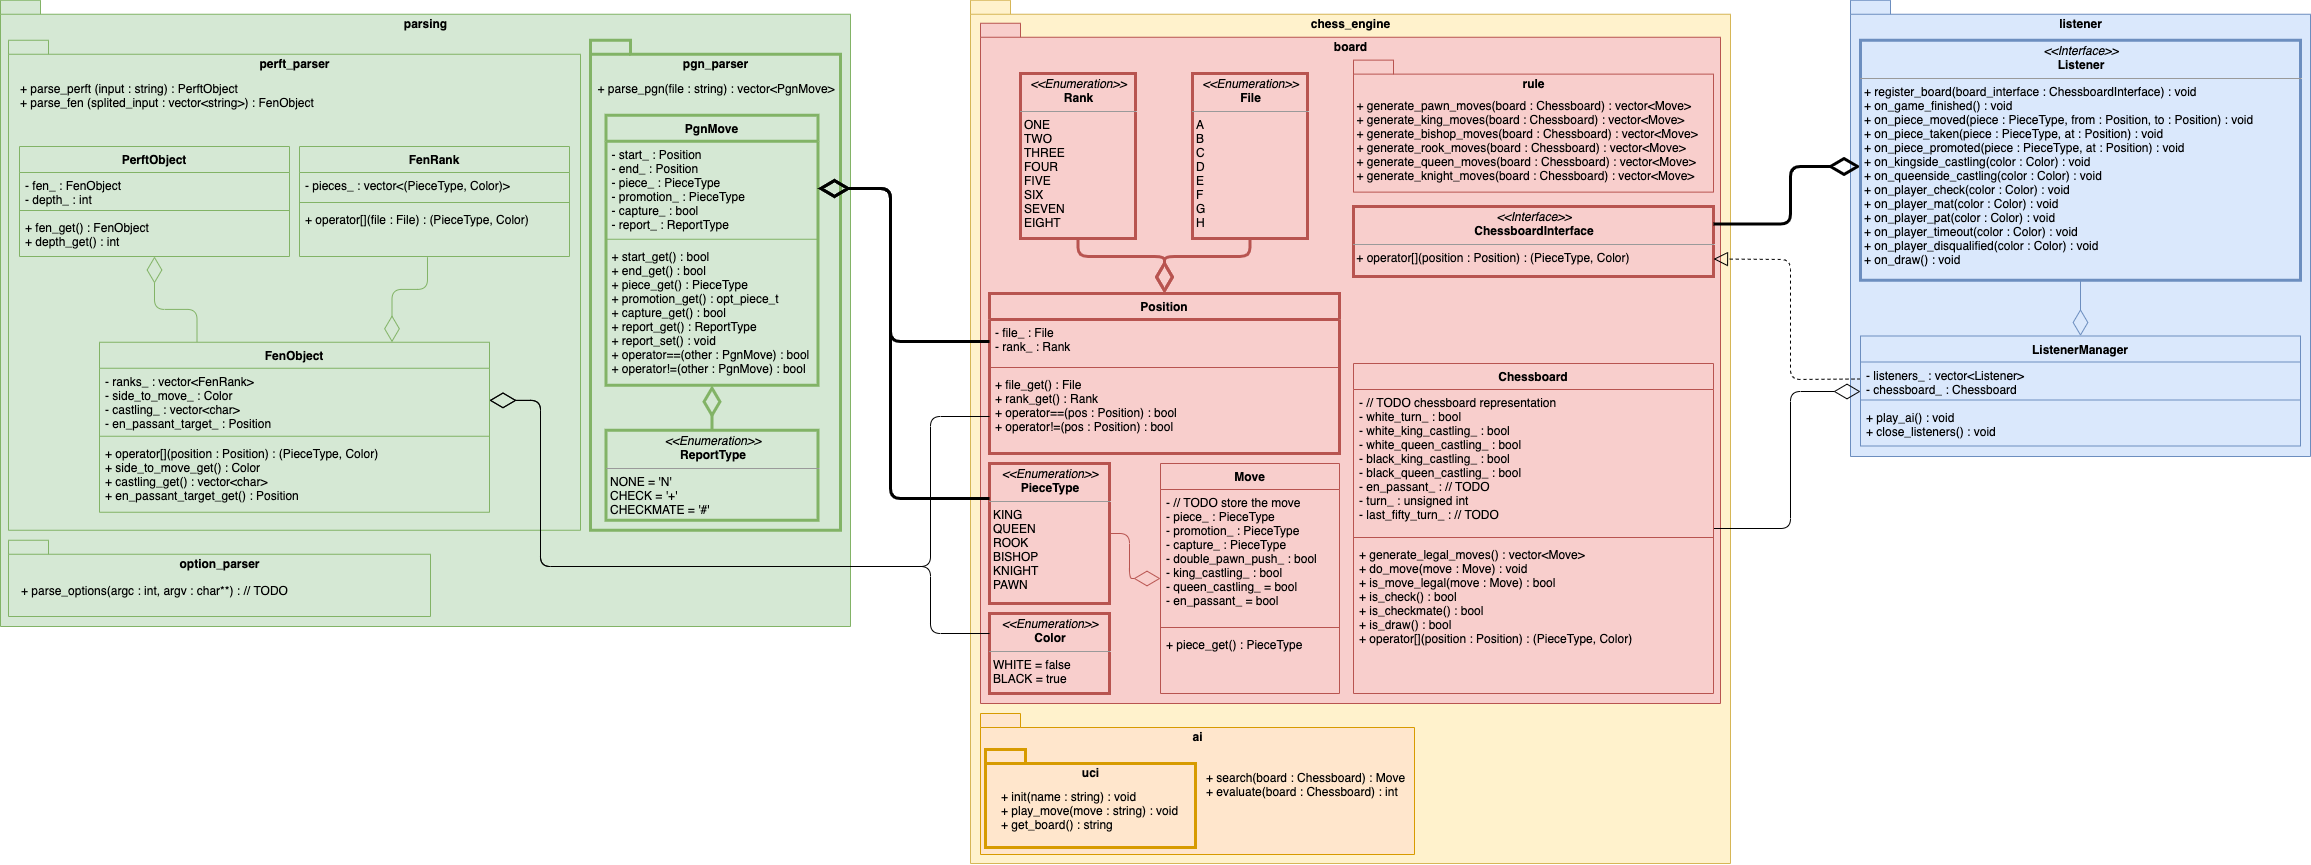 parsing
perft_parser
+ parse_perft (input : string) : PerftObject
+ parse_fen (splited_input : vector<string>) : FenObject
PerftObject
- fen_ : FenObject
- depth_ : int
+ fen_get() : FenObject
+ depth_get() : int
FenRank
- pieces_ : vector<(PieceType, Color)>
+ operator[](file : File) : (PieceType, Color)
FenObject
- ranks_ : vector<FenRank>
- side_to_move_ : Color
- castling_ : vector<char>
- en_passant_target_ : Position
+ operator[](position : Position) : (PieceType, Color)
+ side_to_move_get() : Color
+ castling_get() : vector<char>
+ en_passant_target_get() : Position
pgn_parser
+ parse_pgn(file : string) : vector<PgnMove>
PgnMove
- start_ : Position
- end_ : Position
- piece_ : PieceType
- promotion_ : PieceType
- capture_ : bool
- report_ : ReportType
+ start_get() : bool
+ end_get() : bool
+ piece_get() : PieceType
+ promotion_get() : opt_piece_t
+ capture_get() : bool
+ report_get() : ReportType
+ report_set() : void
+ operator==(other : PgnMove) : bool
+ operator!=(other : PgnMove) : bool
<<Enumeration>>
ReportType
NONE = 'N'
CHECK = '+'
CHECKMATE = '#'
option_parser
+ parse_options(argc : int, argv : char**) : // TODO
chess_engine
board
<<Enumeration>>
Rank
ONE
TWO
THREE
FOUR
FIVE
SIX
SEVEN
EIGHT
<<Enumeration>>
File
A
B
C
D
E
F
G
H
rule
+ generate_pawn_moves(board : Chessboard) : vector<Move>
+ generate_king_moves(board : Chessboard) : vector<Move>
+ generate_bishop_moves(board : Chessboard) : vector<Move>
+ generate_rook_moves(board : Chessboard) : vector<Move>
+ generate_queen_moves(board : Chessboard) : vector<Move>
+ generate_knight_moves(board : Chessboard) : vector<Move>
<<Interface>>
ChessboardInterface
+ operator[](position : Position) : (PieceType, Color)
Position
- file_ : File
- rank_ : Rank
+ file_get() : File
+ rank_get() : Rank
+ operator==(pos : Position) : bool
+ operator!=(pos : Position) : bool
<<Enumeration>>
PieceType
KING
QUEEN
ROOK
BISHOP
KNIGHT
PAWN
<<Enumeration>>
Color
WHITE = false
BLACK = true
Move
- // TODO store the move
- piece_ : PieceType
- promotion_ : PieceType
- capture_ : PieceType
- double_pawn_push_ : bool
- king_castling_ : bool
- queen_castling_ = bool
- en_passant_ = bool
+ piece_get() : PieceType
Chessboard
- // TODO chessboard representation
- white_turn_ : bool
- white_king_castling_ : bool
- white_queen_castling_ : bool
- black_king_castling_ : bool
- black_queen_castling_ : bool
- en_passant_ : // TODO
- turn_ : unsigned int
- last_fifty_turn_ : // TODO
+ generate_legal_moves() : vector<Move>
+ do_move(move : Move) : void
+ is_move_legal(move : Move) : bool
+ is_check() : bool
+ is_checkmate() : bool
+ is_draw() : bool
+ operator[](position : Position) : (PieceType, Color)
ai
uci
+ init(name : string) : void
+ play_move(move : string) : void
+ get_board() : string
+ search(board : Chessboard) : Move
+ evaluate(board : Chessboard) : int
listener
<<Interface>>
Listener
+ register_board(board_interface : ChessboardInterface) : void
+ on_game_finished() : void
+ on_piece_moved(piece : PieceType, from : Position, to : Position) : void
+ on_piece_taken(piece : PieceType, at : Position) : void
+ on_piece_promoted(piece : PieceType, at : Position) : void
+ on_kingside_castling(color : Color) : void
+ on_queenside_castling(color : Color) : void
+ on_player_check(color : Color) : void
+ on_player_mat(color : Color) : void
+ on_player_pat(color : Color) : void
+ on_player_timeout(color : Color) : void
+ on_player_disqualified(color : Color) : void
+ on_draw() : void
ListenerManager
- listeners_ : vector<Listener>
- chessboard_ : Chessboard
+ play_ai() : void
+ close_listeners() : void